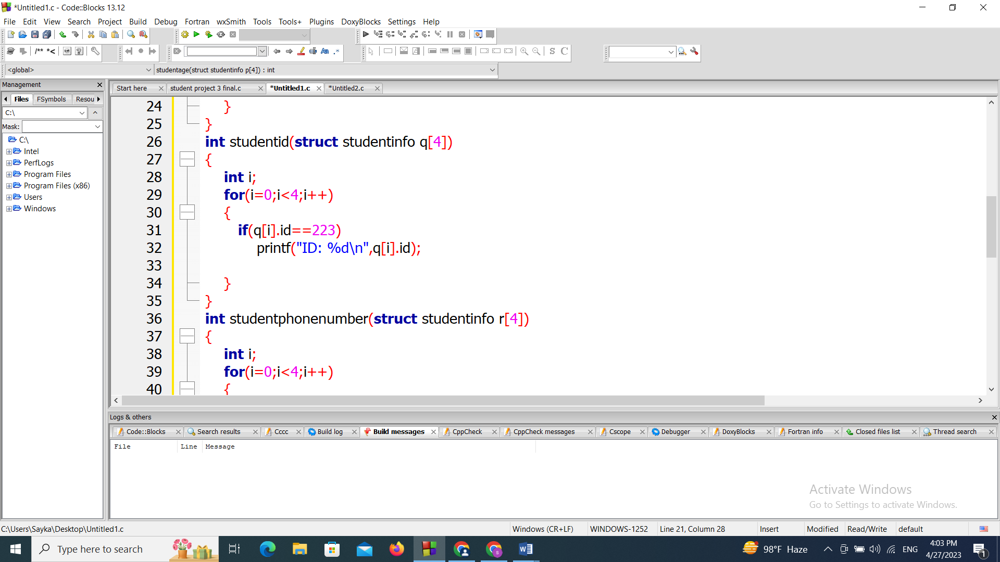 *Untitled1.c - Code::Blocks 13.12
File Edit View Search Project Build Debug Fortran wxSmith Tools Tools+ Plugins DoxyBlocks Settings Help
/** *<
S C
<global> studentage(struct studentinfo p[4]) : int
Management
Start here student project 3 final.c *Untitled1.c *Untitled2.c
Files FSymbols Resou
C:\
Mask:
C:\
Intel
PerfLogs
Program Files
Program Files (x86)
Users
Windows
24 }
25 }
26 int studentid(struct studentinfo q[4])
27 {
28 int i;
29 for(i=0;i<4;i++)
30 {
31 if(q[i].id==223)
32 printf("ID: %d\n",q[i].id);
33
34 }
35 }
36 int studentphonenumber(struct studentinfo r[4])
37 {
38 int i;
39 for(i=0;i<4;i++)
40 {
Logs & others
Code::Blocks Search results Cccc Build log Build messages CppCheck CppCheck messages Cscope Debugger DoxyBlocks Fortran info Closed files list Thread search
File Line Message
Activate Windows
Go to Settings to activate Windows.
C:\Users\Sayka\Desktop\Untitled1.c Windows (CR+LF) WINDOWS-1252 Line 21, Column 28 Insert Modified Read/Write default
Type here to search
98°F Haze ENG 4:03 PM
4/27/2023 1